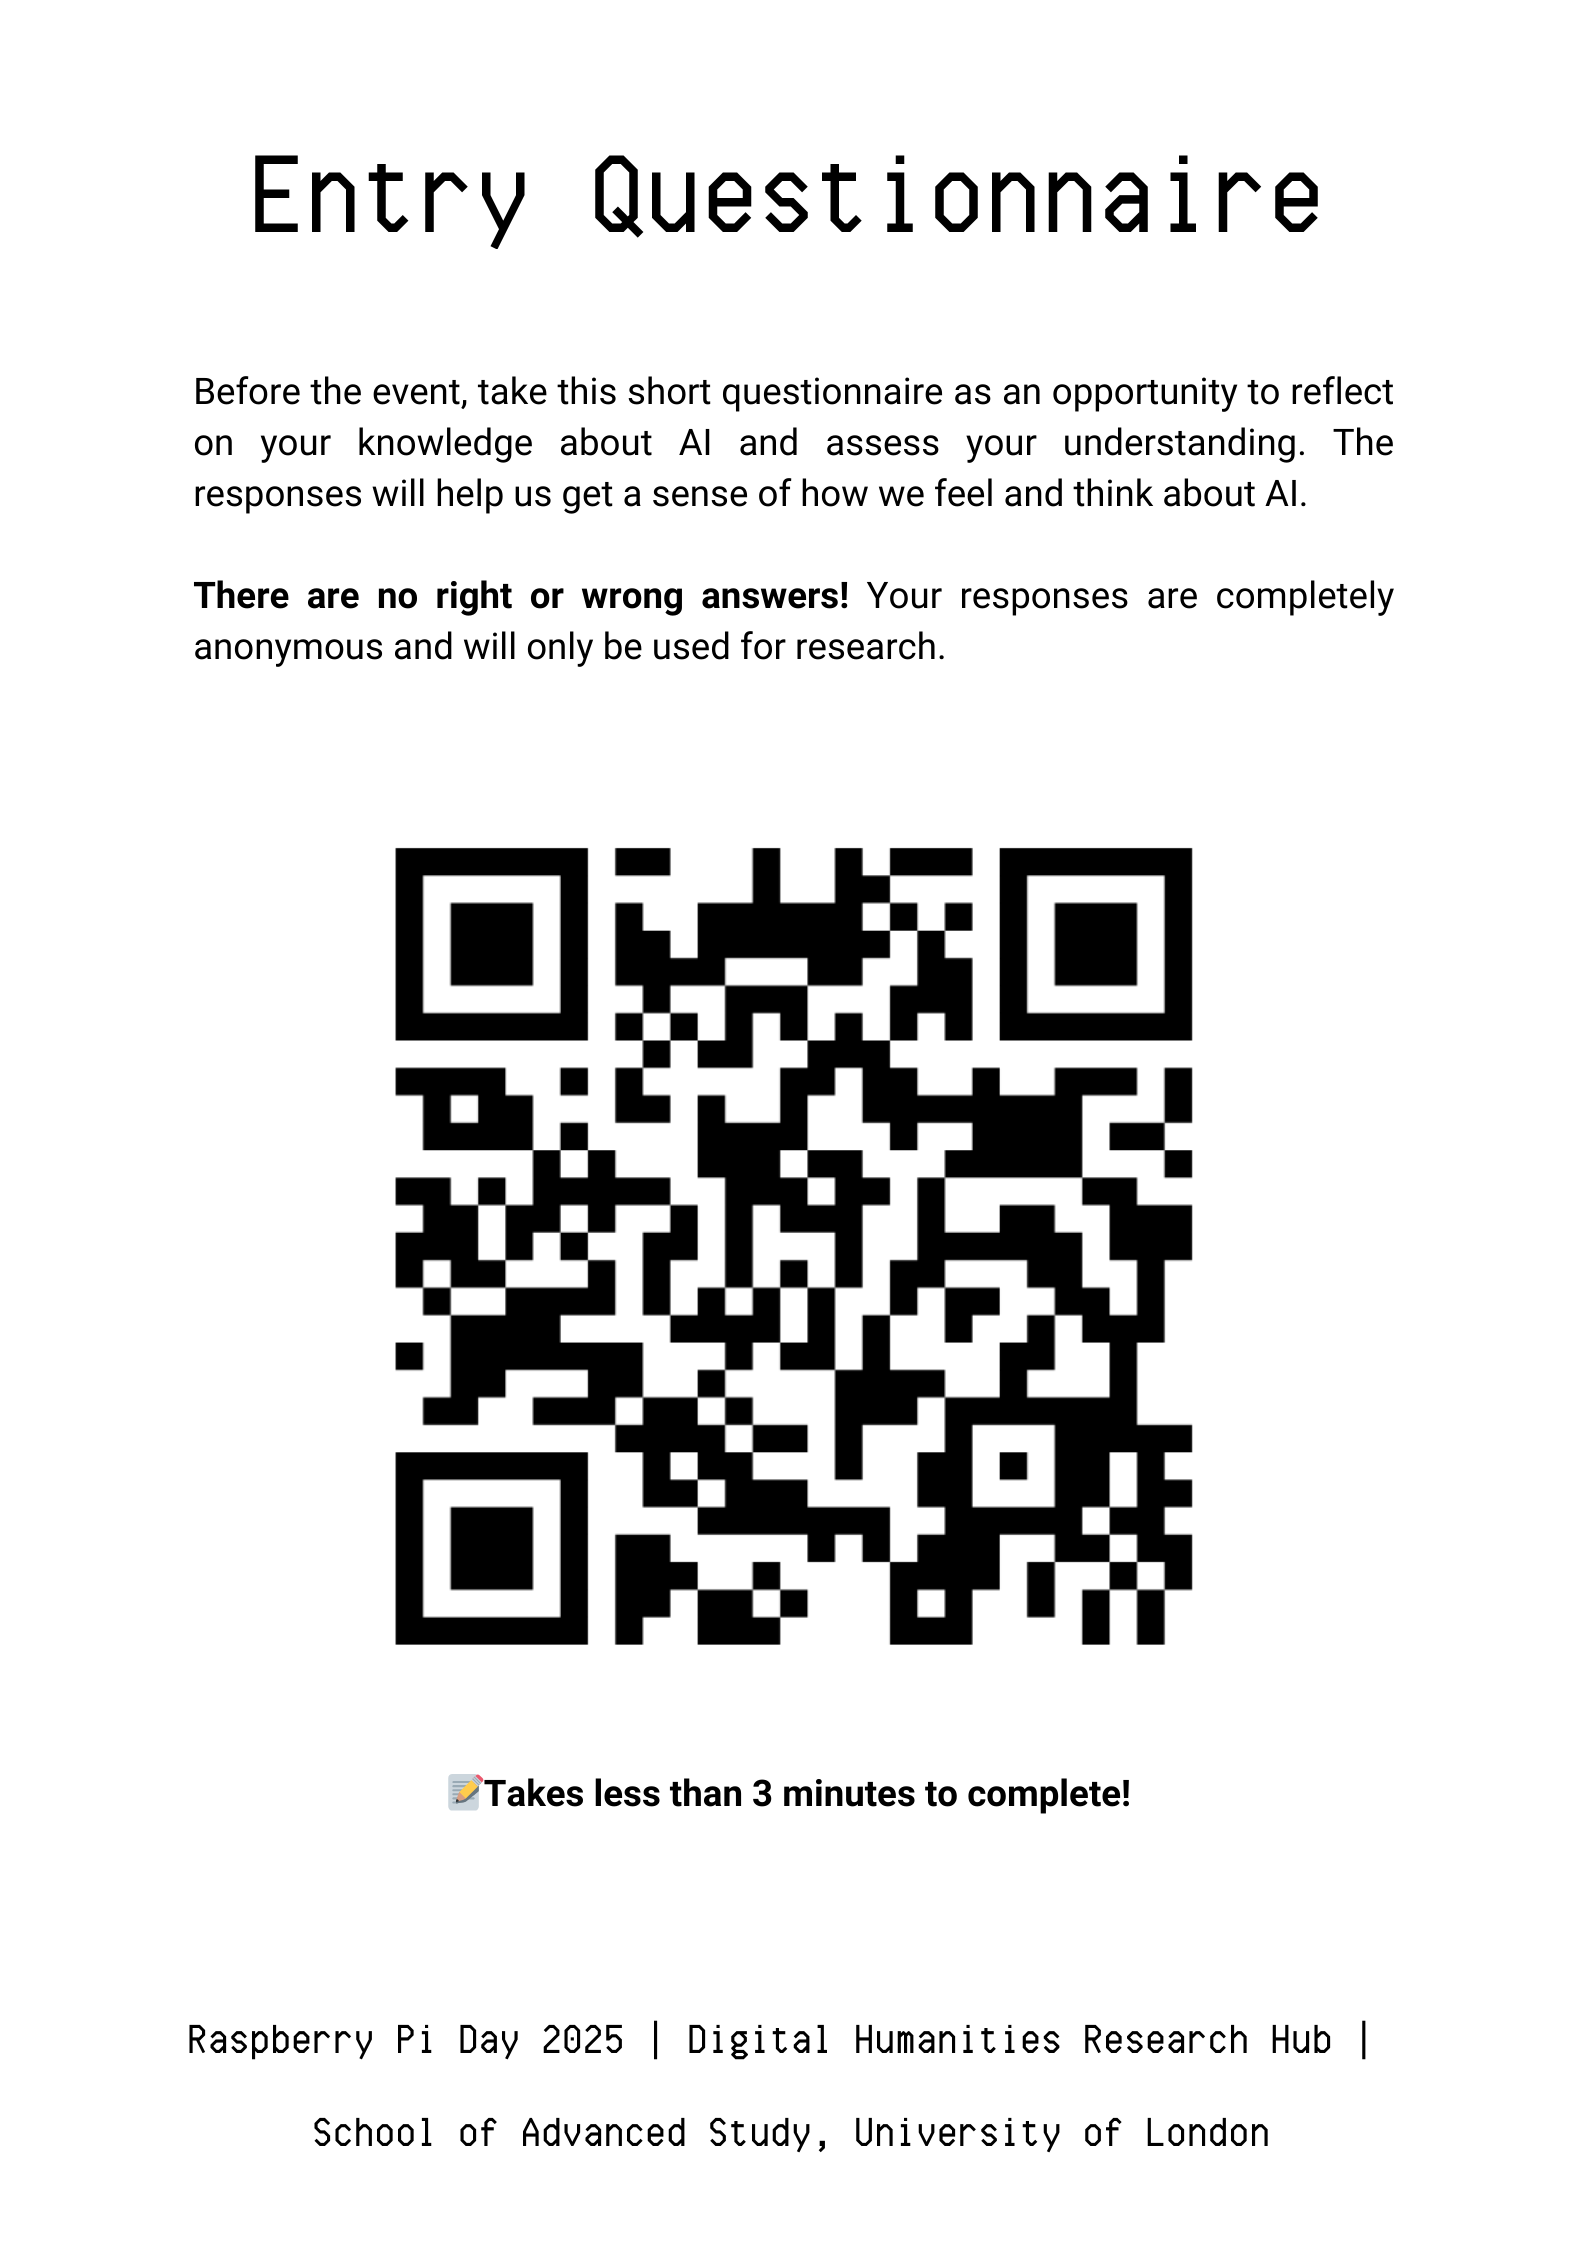 Entry Questionnaire
Before the event, take this short questionnaire as an opportunity to reflect
on your knowledge about AI and assess your understanding. The
responses will help us get a sense of how we feel and think about AI.
There are no right or wrong answers! Your responses are completely
anonymous and will only be used for research.
📝Takes less than 3 minutes to complete!
Raspberry Pi Day 2025 | Digital Humanities Research Hub |
School of Advanced Study, University of London